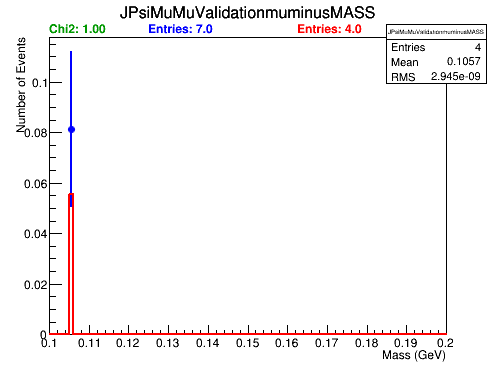 JPsiMuMuValidationmuminusMASS
Chi2: 1.00 Entries: 7.0 Entries: 4.0
JPsiMuMuValidationmuminusMASS
Entries 4
Mean 0.1057
RMS 2.945e-09
Number of Events
0.1
0.08
0.06
0.04
0.02
0
0.1 0.11 0.12 0.13 0.14 0.15 0.16 0.17 0.18 0.19 0.2
Mass (GeV)